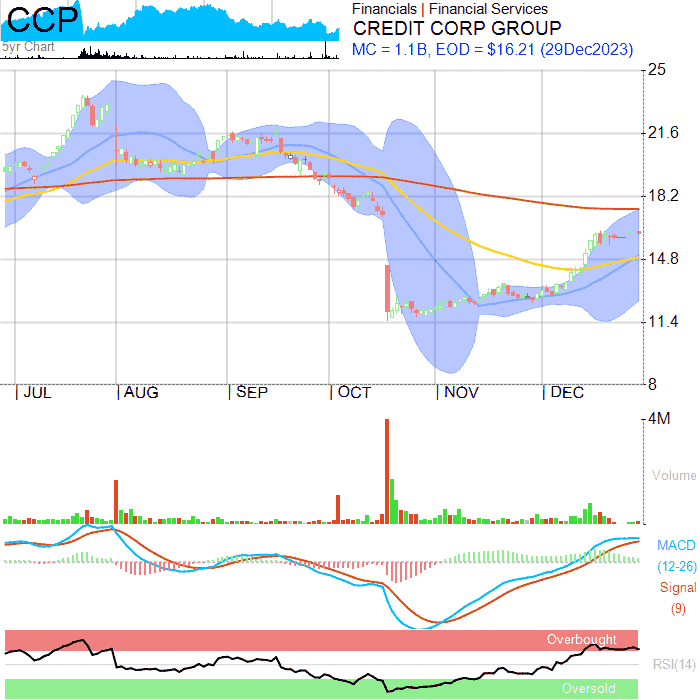 CCP
5yr Chart
Financials | Financial Services
CREDIT CORP GROUP
MC = 1.1B, EOD = $16.21 (29Dec2023)
25
21.6
18.2
14.8
11.4
8
JUL AUG SEP OCT NOV DEC
4M
Volume
MACD
(12-26)
Signal
(9)
Overbought
RSI(14)
Oversold